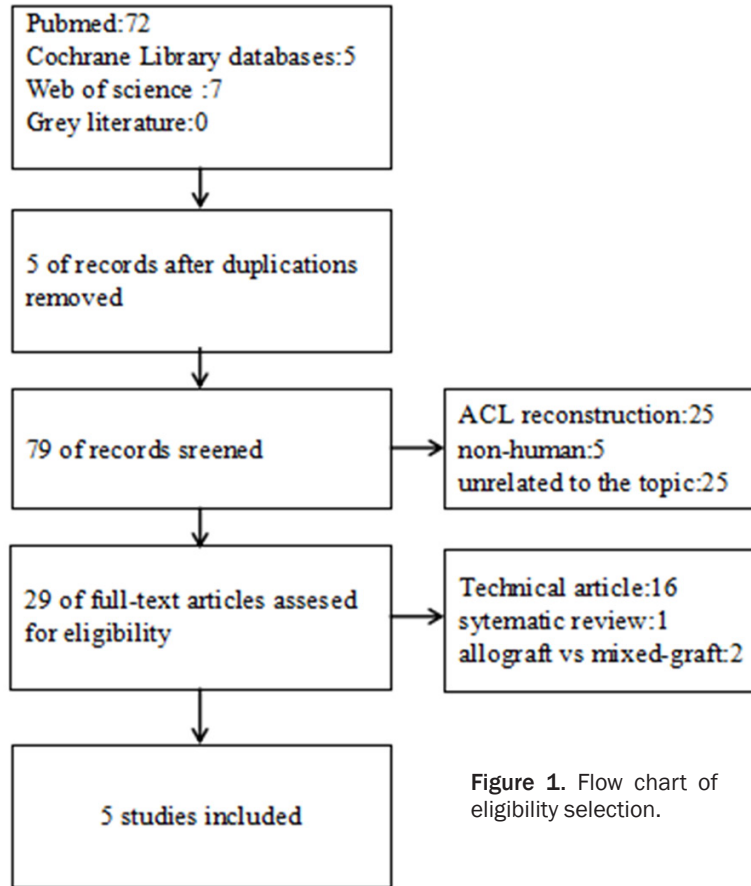 Pubmed:72
Cochrane Library databases:5
Web of science :7
Grey literature:0
5 of records after duplications
removed
79 of records sreened
ACL reconstruction:25
non-human:5
unrelated to the topic:25
29 of full-text articles assesed
for eligibility
Technical article:16
sytematic review:1
allograft vs mixed-graft:2
5 studies included
Figure 1. Flow chart of
eligibility selection.